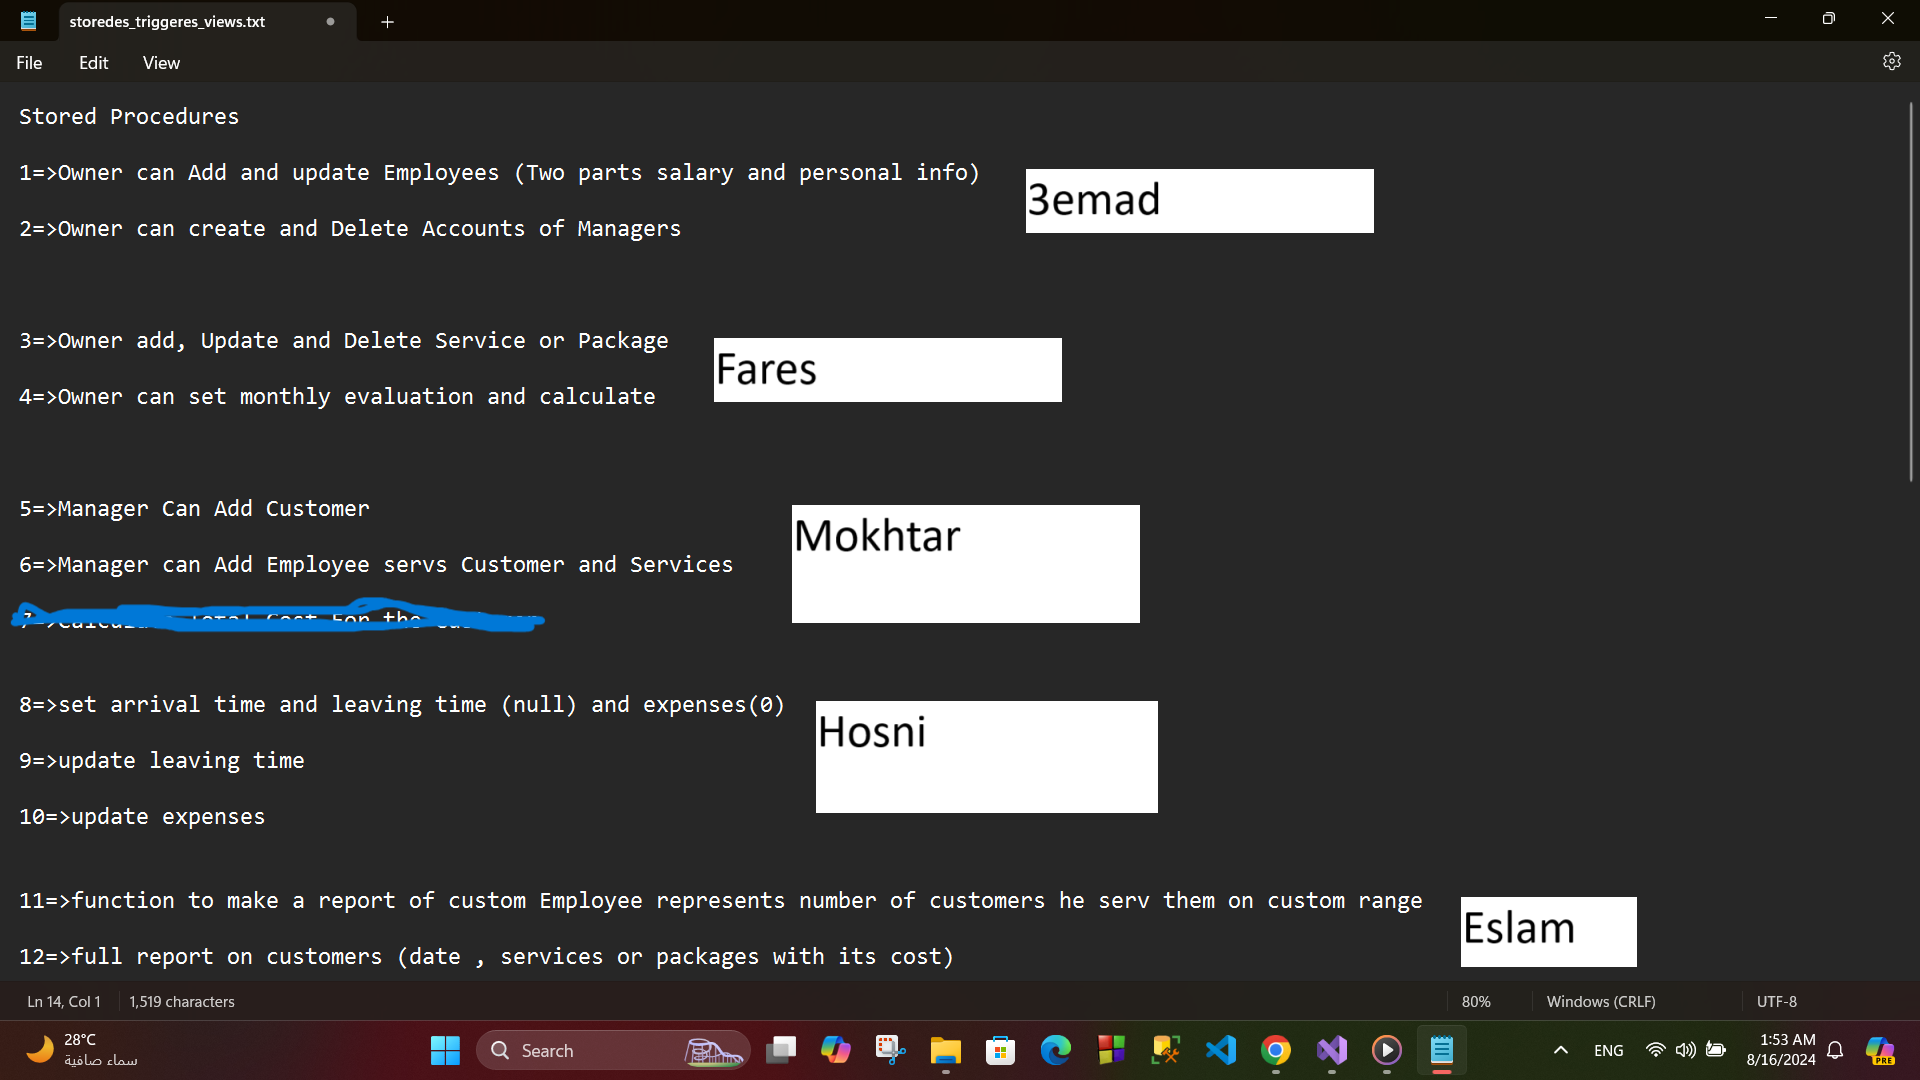 storedes_triggeres_views.txt
File Edit View
Stored Procedures
1=>Owner can Add and update Employees (Two parts salary and personal info)
3emad
2=>Owner can create and Delete Accounts of Managers
3=>Owner add, Update and Delete Service or Package
Fares
4=>Owner can set monthly evaluation and calculate
5=>Manager Can Add Customer
Mokhtar
6=>Manager can Add Employee servs Customer and Services
7=>Calculate Total Cost For the
8=>set arrival time and leaving time (null) and expenses(0)
Hosni
9=>update leaving time
10=>update expenses
11=>function to make a report of custom Employee represents number of customers he serv them on custom range
Eslam
12=>full report on customers (date , services or packages with its cost)
Ln 14, Col 1 1,519 characters 80% Windows (CRLF) UTF-8
28°C
سماء صافية
Search
ENG
1:53 AM
8/16/2024
PRE